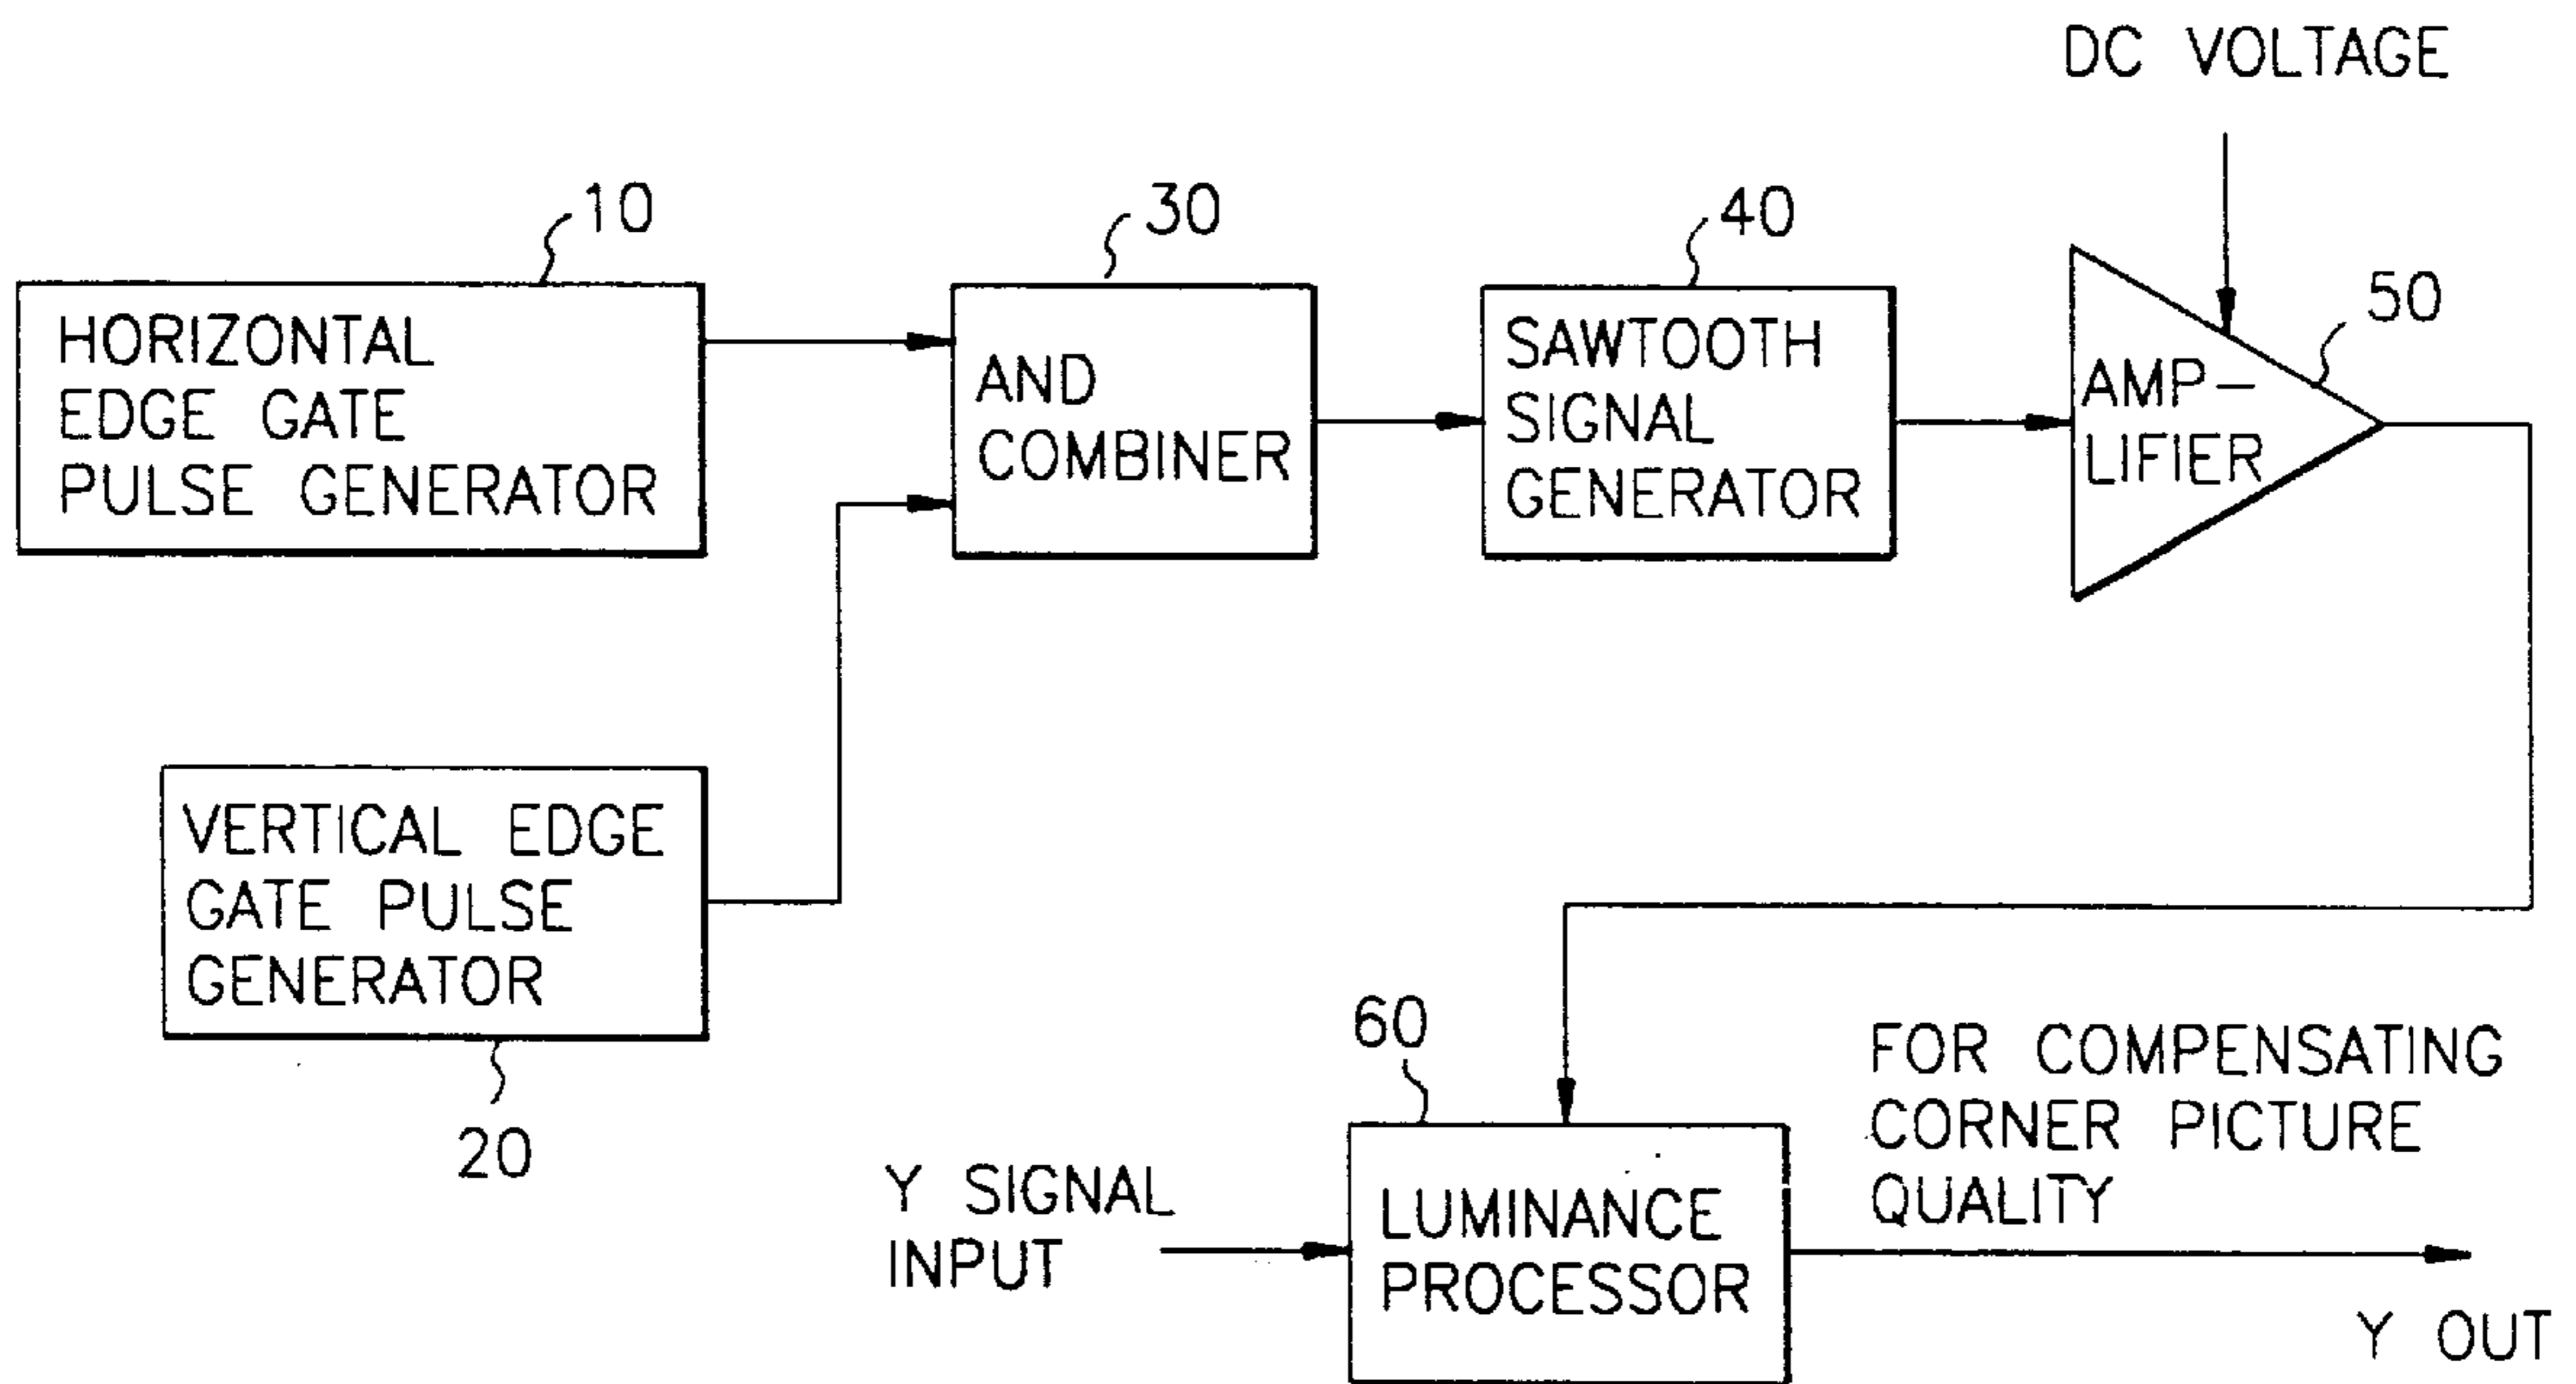 DC VOLTAGE
10
30
40
50
HORIZONTAL
EDGE GATE
PULSE GENERATOR
AND
COMBINER
SAWTOOTH
SIGNAL
GENERATOR
AMP-
LIFIER
VERTICAL EDGE
GATE PULSE
GENERATOR
20
60
FOR COMPENSATING
CORNER PICTURE
QUALITY
Y SIGNAL
INPUT
LUMINANCE
PROCESSOR
Y OUT